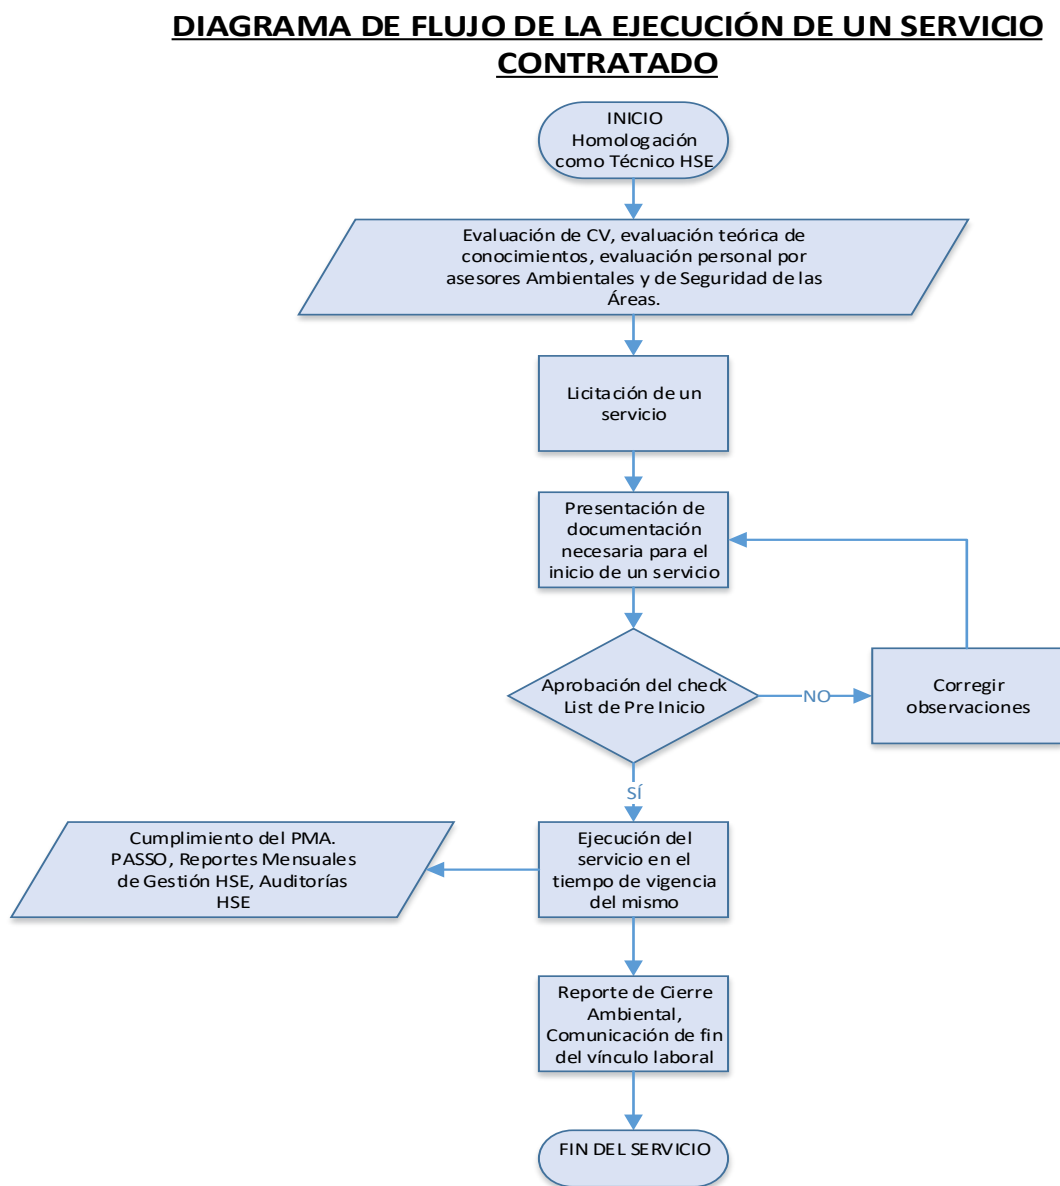 DIAGRAMA DE FLUJO DE LA EJECUCIÓN DE UN SERVICIO
CONTRATADO
INICIO
Homologación
como Técnico HSE
Evaluación de CV, evaluación teórica de
conocimientos, evaluación personal por
asesores Ambientales y de Seguridad de las
Áreas.
Licitación de un
servicio
Presentación de
documentación
necesaria para el
inicio de un servicio
Aprobación del check
List de Pre Inicio
NO
Corregir
observaciones
SÍ
Cumplimiento del PMA.
PASSO, Reportes Mensuales
de Gestión HSE, Auditorías
HSE
Ejecución del
servicio en el
tiempo de vigencia
del mismo
Reporte de Cierre
Ambiental,
Comunicación de fin
del vínculo laboral
FIN DEL SERVICIO